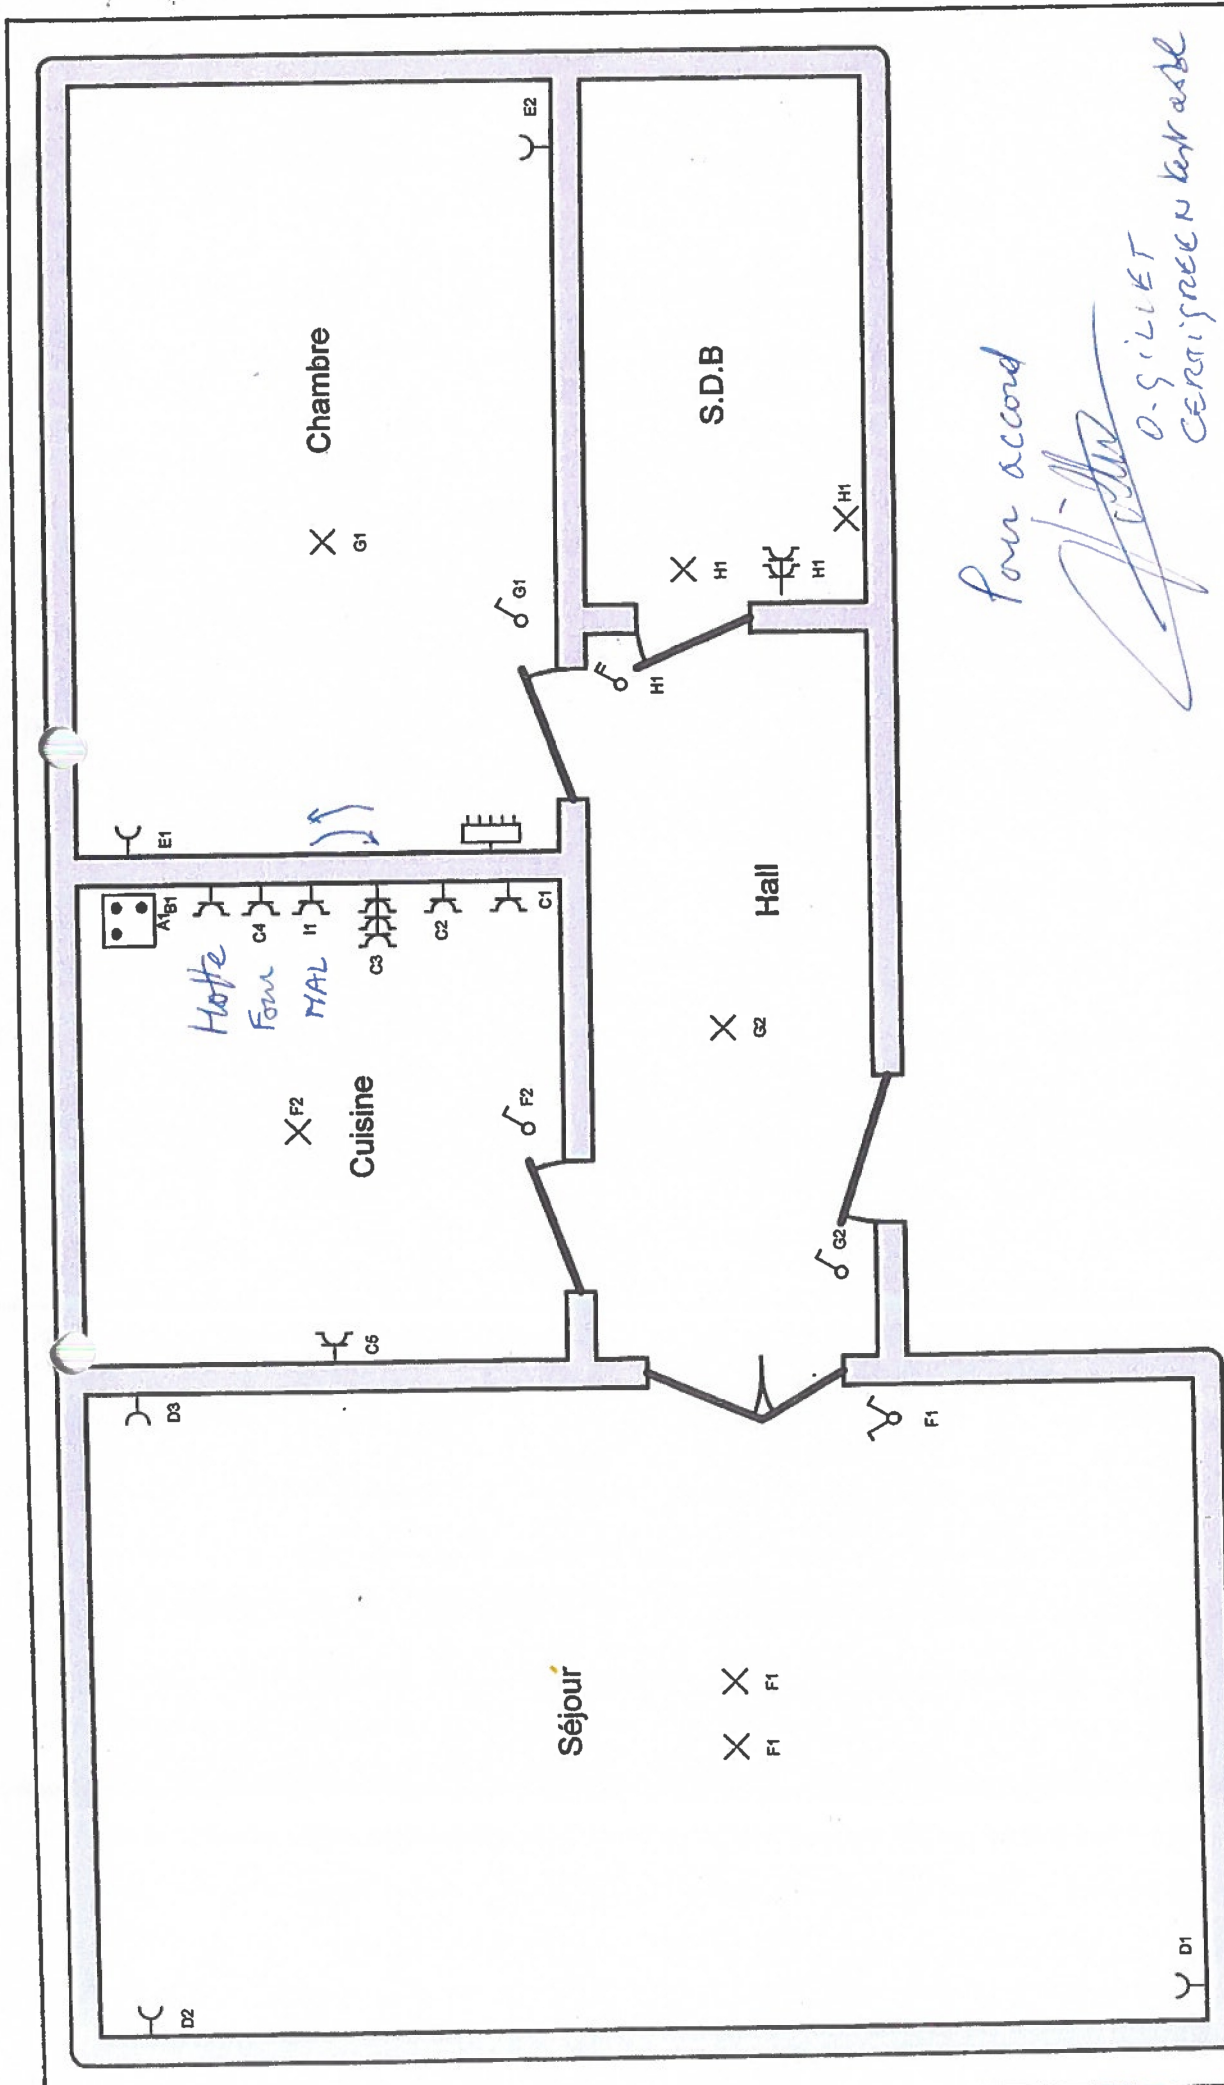 Chambre
G1
G1
E2
E1
S.D.B
H1
H1
H1
H1
Cuisine
A1
B1
Hotte
C4
Four
I1
MAL
C3
C2
C1
F2
F2
C5
Hall
G2
G2
Séjour
D3
D2
D1
F1
F1
F1
Pour accord
O. GILLET
CERTIGREEN